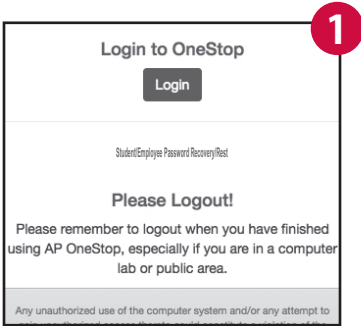 1
Login to OneStop
Login
Student/Employee Password Recovery/Rest
Please Logout!
Please remember to logout when you have finished
using AP OneStop, especially if you are in a computer
lab or public area.
Any unauthorized use of the computer system and/or any attempt to